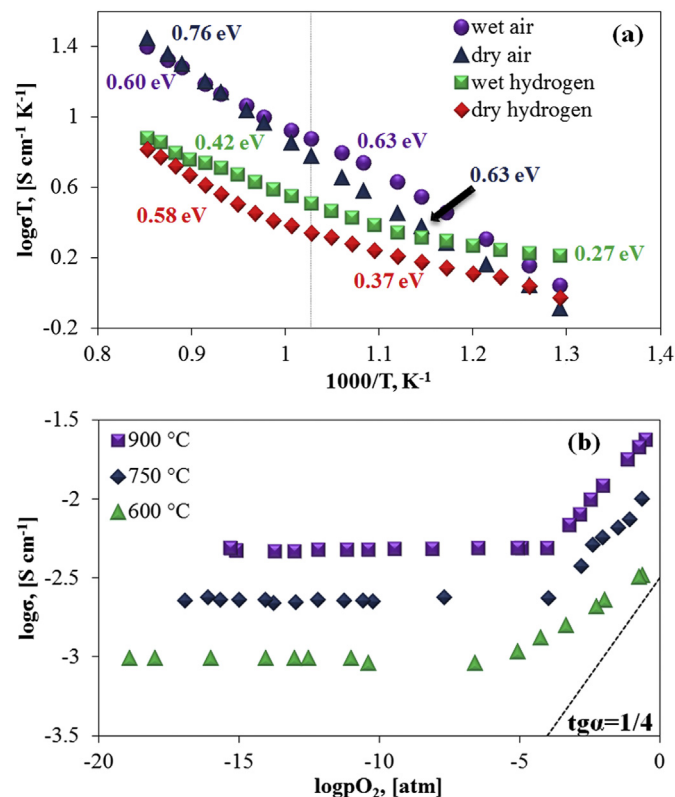 (a)
wet air
dry air
wet hydrogen
dry hydrogen
0.76 eV
0.60 eV
0.42 eV
0.63 eV
0.63 eV
0.58 eV
0.37 eV
0.27 eV
logσT, [S cm⁻¹ K⁻¹]
1.4
1
0.6
0.2
-0.2
0.8 0.9 1 1.1 1.2 1.3 1,4
1000/T, K⁻¹
(b)
900 °C
750 °C
600 °C
logσ, [S cm⁻¹]
-1.5
-2
-2.5
-3
-3.5
tgα=1/4
-20 -15 -10 -5 0
logpO₂, [atm]